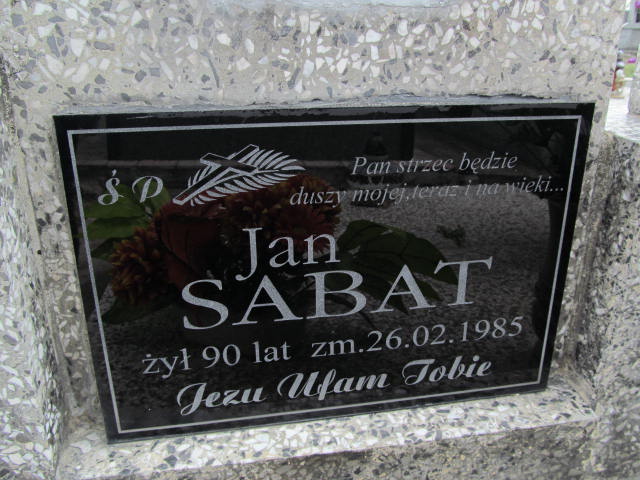 Ś P
Pan strzec będzie
duszy mojej,teraz i na wieki...
Jan
SABAT
żył 90 lat zm.26.02.1985
Jezu Ufam Tobie